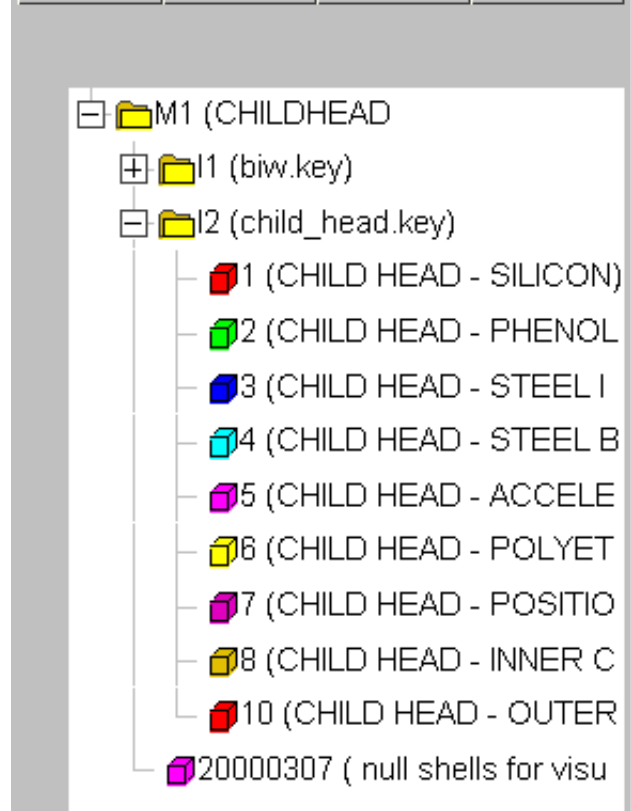 M1 (CHILDHEAD
I1 (biw.key)
I2 (child_head.key)
1 (CHILD HEAD - SILICON)
2 (CHILD HEAD - PHENOL
3 (CHILD HEAD - STEEL I
4 (CHILD HEAD - STEEL B
5 (CHILD HEAD - ACCELE
6 (CHILD HEAD - POLYET
7 (CHILD HEAD - POSITIO
8 (CHILD HEAD - INNER C
10 (CHILD HEAD - OUTER
20000307 ( null shells for visu